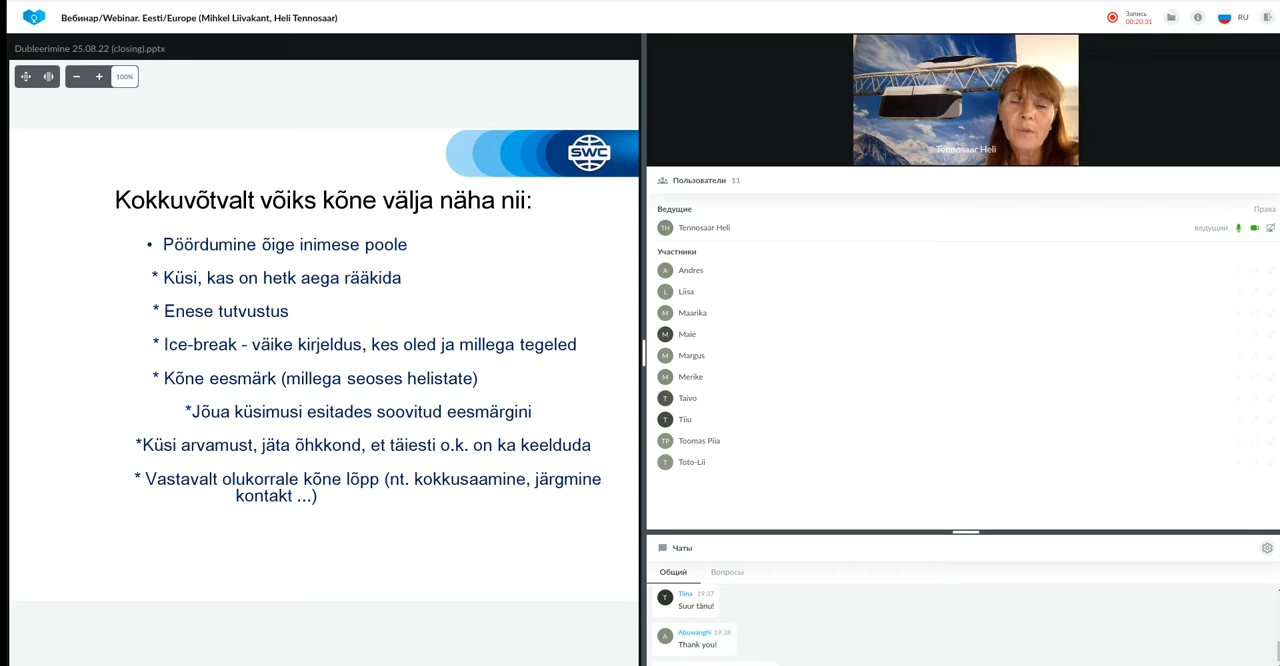 Вебинар/Webinar. Eesti/Europe (Mihkel Liivakant, Heli Tennosaar)
Запись
00:20:31
RU
Dubleerimine 25.08.22 (closing).pptx
100%
SWC
Kokkuvõtvalt võiks kõne välja näha nii:
• Pöördumine õige inimese poole
* Küsi, kas on hetk aega rääkida
* Enese tutvustus
* Ice-break - väike kirjeldus, kes oled ja millega tegeled
* Kõne eesmärk (millega seoses helistate)
*Jõua küsimusi esitades soovitud eesmärgini
*Küsi arvamust, jäta õhkkond, et täiesti o.k. on ka keelduda
* Vastavalt olukorrale kõne lõpp (nt. kokkusaamine, järgmine
kontakt ...)
Tennosaar Heli
Пользователи 11
Ведущие Права
TH Tennosaar Heli ведущий
Участники
A Andres
L Liisa
M Maarika
M Maie
M Margus
M Merike
T Taivo
T Tiiu
TP Toomas Piia
T Toto-Lii
Чаты
Общий Вопросы
T Tiina 19:37
Suur tänu!
A Abuwanghi 19:38
Thank you!